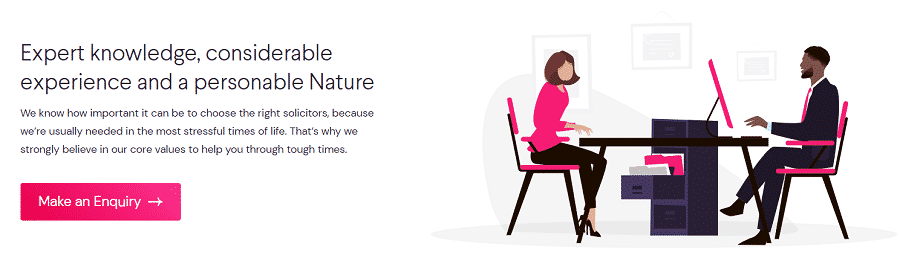 Expert knowledge, considerable
experience and a personable Nature
We know how important it can be to choose the right solicitors, because
we're usually needed in the most stressful times of life. That's why we
strongly believe in our core values to help you through tough times.
Make an Enquiry →